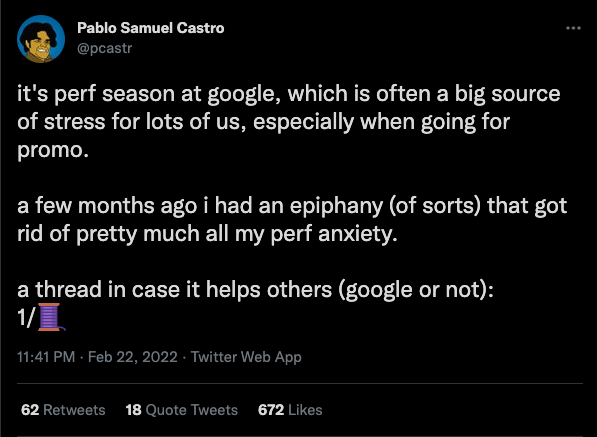 Pablo Samuel Castro
@pcastr
it's perf season at google, which is often a big source
of stress for lots of us, especially when going for
promo.
a few months ago i had an epiphany (of sorts) that got
rid of pretty much all my perf anxiety.
a thread in case it helps others (google or not):
1/🧵
11:41 PM · Feb 22, 2022 · Twitter Web App
62 Retweets 18 Quote Tweets 672 Likes